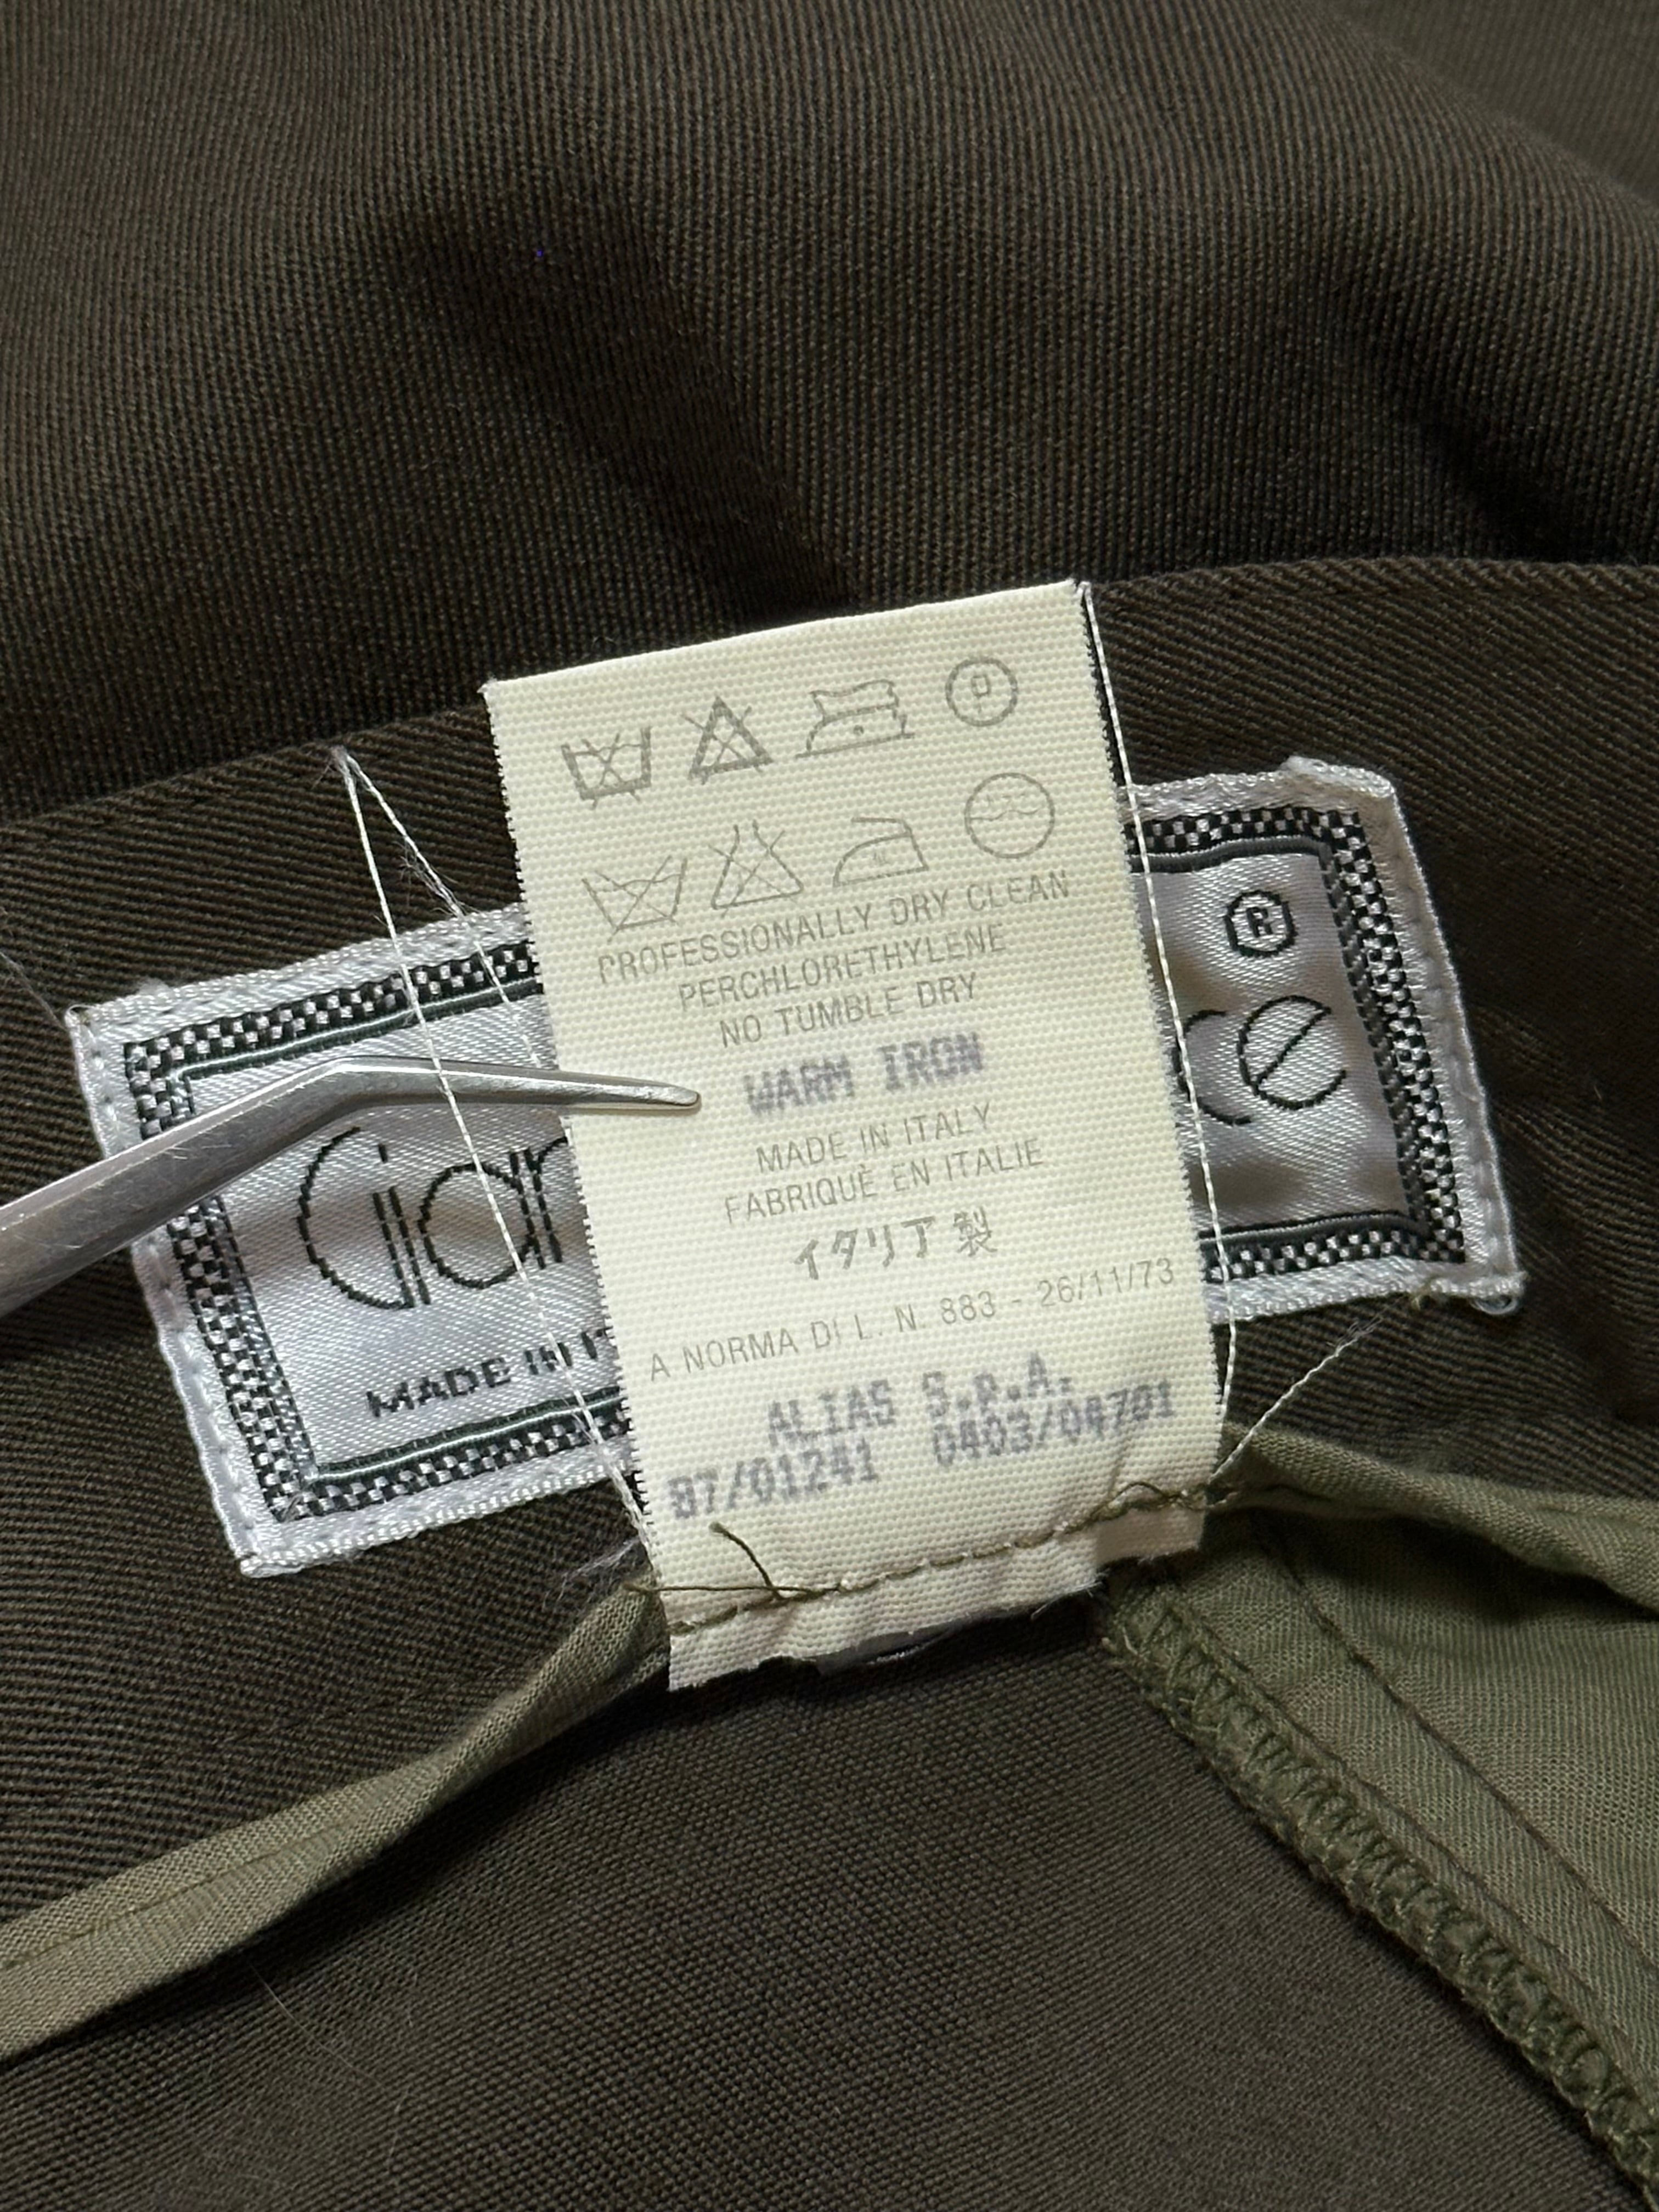 P
PROFESSIONALLY DRY CLEAN
PERCHLORETHYLENE
NO TUMBLE DRY
WARM IRON
MADE IN ITALY
FABRIQUÈ EN ITALIE
イタリア製
A NORMA DI L. N. 883 - 26/11/73
ALIAS S.p.A.
87/01241 0403/04701
®
Gian
re
MADE IN IT